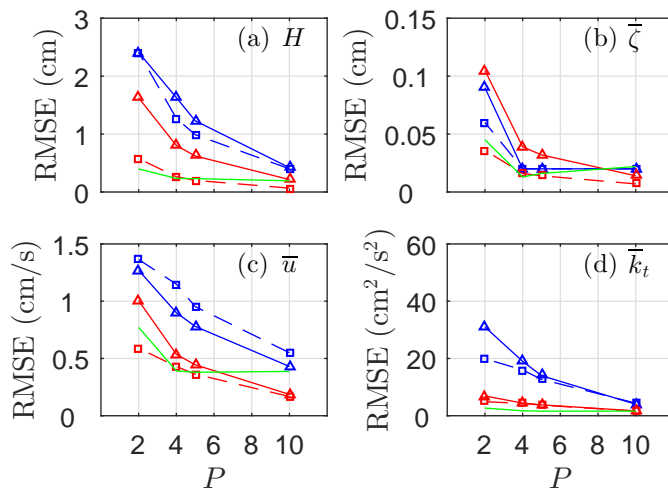 3
2
1
0
RMSE (cm)
(a) H
0.15
0.1
0.05
0
RMSE (cm)
(b) ζ̅
1.5
1
0.5
0
RMSE (cm/s)
(c) u̅
2 4 6 8 10
P
60
40
20
0
RMSE (cm²/s²)
(d) k̅ₜ
2 4 6 8 10
P